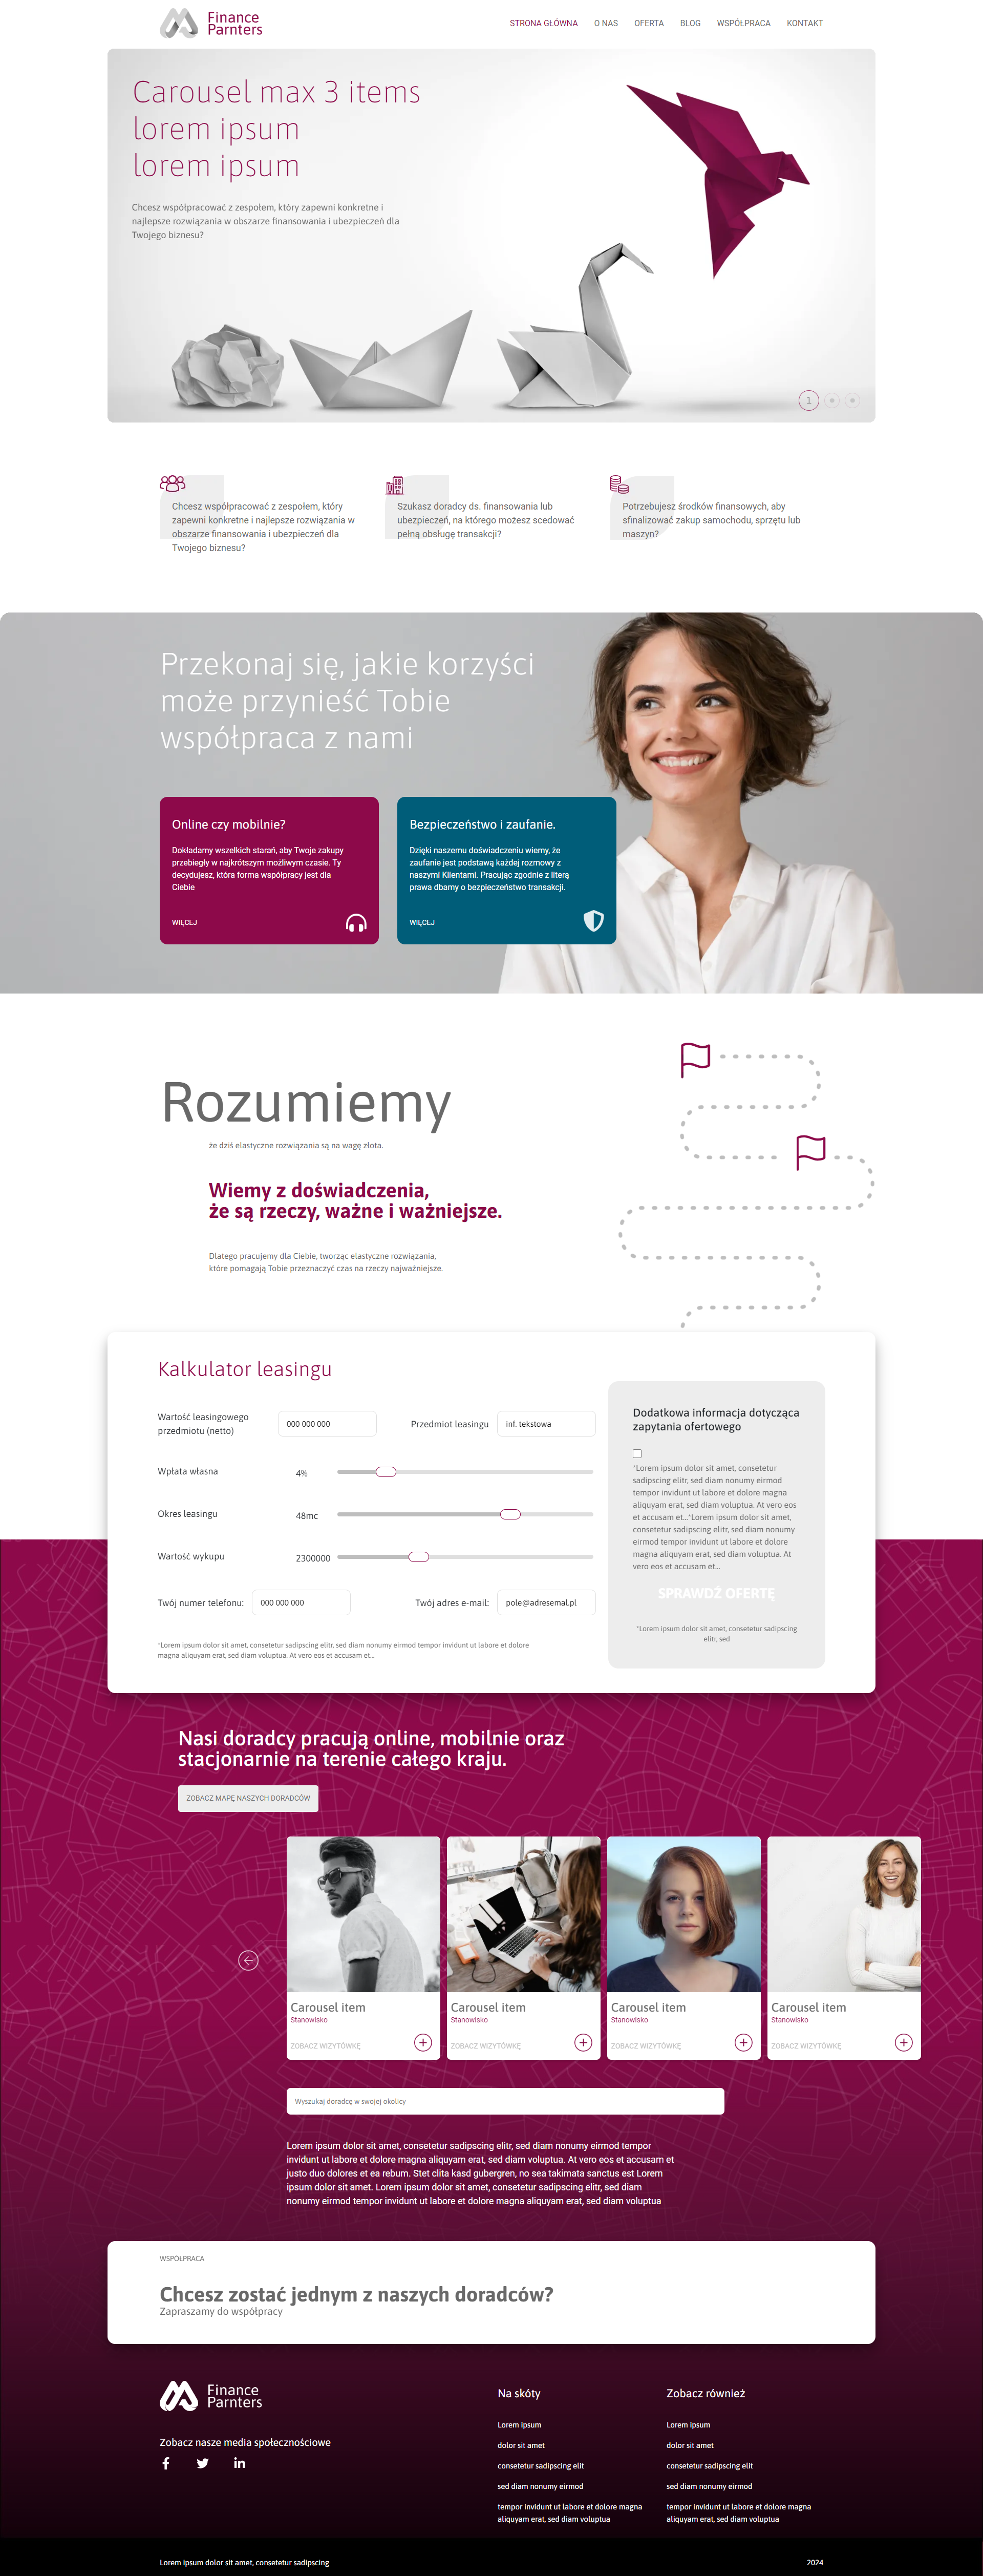 Finance
Parnters
STRONA GŁÓWNA
O NAS
OFERTA
BLOG
WSPÓŁPRACA
KONTAKT
Carousel max 3 items
lorem ipsum
lorem ipsum
Chcesz współpracować z zespołem, który zapewni konkretne i
najlepsze rozwiązania w obszarze finansowania i ubezpieczeń dla
Twojego biznesu?
1
Chcesz współpracować z zespołem, który
zapewni konkretne i najlepsze rozwiązania w
obszarze finansowania i ubezpieczeń dla
Twojego biznesu?
Szukasz doradcy ds. finansowania lub
ubezpieczeń, na którego możesz scedować
pełną obsługę transakcji?
Potrzebujesz środków finansowych, aby
sfinalizować zakup samochodu, sprzętu lub
maszyn?
Przekonaj się, jakie korzyści
może przynieść Tobie
współpraca z nami
Online czy mobilnie?
Dokładamy wszelkich starań, aby Twoje zakupy
przebiegły w najkrótszym możliwym czasie. Ty
decydujesz, która forma współpracy jest dla
Ciebie
WIĘCEJ
Bezpieczeństwo i zaufanie.
Dzięki naszemu doświadczeniu wiemy, że
zaufanie jest podstawą każdej rozmowy z
naszymi Klientami. Pracując zgodnie z literą
prawa dbamy o bezpieczeństwo transakcji.
WIĘCEJ
Rozumiemy
że dziś elastyczne rozwiązania są na wagę złota.
Wiemy z doświadczenia,
że są rzeczy, ważne i ważniejsze.
Dlatego pracujemy dla Ciebie, tworząc elastyczne rozwiązania,
które pomagają Tobie przeznaczyć czas na rzeczy najważniejsze.
Kalkulator leasingu
Wartość leasingowego
przedmiotu (netto)
000 000 000
Przedmiot leasingu
inf. tekstowa
Wpłata własna
4%
Okres leasingu
48mc
Wartość wykupu
2300000
Twój numer telefonu:
000 000 000
Twój adres e-mail:
pole@adresemal.pl
"Lorem ipsum dolor sit amet, consetetur sadipscing elitr, sed diam nonumy eirmod tempor invidunt ut labore et dolore
magna aliquyam erat, sed diam voluptua. At vero eos et accusam et...
Dodatkowa informacja dotycząca
zapytania ofertowego
"Lorem ipsum dolor sit amet, consetetur
sadipscing elitr, sed diam nonumy eirmod
tempor invidunt ut labore et dolore magna
aliquyam erat, sed diam voluptua. At vero eos
et accusam et..."Lorem ipsum dolor sit amet,
consetetur sadipscing elitr, sed diam nonumy
eirmod tempor invidunt ut labore et dolore
magna aliquyam erat, sed diam voluptua. At
vero eos et accusam et...
SPRAWDŹ OFERTĘ
"Lorem ipsum dolor sit amet, consetetur sadipscing
elitr, sed
Nasi doradcy pracują online, mobilnie oraz
stacjonarnie na terenie całego kraju.
ZOBACZ MAPĘ NASZYCH DORADCÓW
Carousel item
Stanowisko
ZOBACZ WIZYTÓWKĘ
Carousel item
Stanowisko
ZOBACZ WIZYTÓWKĘ
Carousel item
Stanowisko
ZOBACZ WIZYTÓWKĘ
Carousel item
Stanowisko
ZOBACZ WIZYTÓWKĘ
Wyszukaj doradcę w swojej okolicy
Lorem ipsum dolor sit amet, consetetur sadipscing elitr, sed diam nonumy eirmod tempor
invidunt ut labore et dolore magna aliquyam erat, sed diam voluptua. At vero eos et accusam et
justo duo dolores et ea rebum. Stet clita kasd gubergren, no sea takimata sanctus est Lorem
ipsum dolor sit amet. Lorem ipsum dolor sit amet, consetetur sadipscing elitr, sed diam
nonumy eirmod tempor invidunt ut labore et dolore magna aliquyam erat, sed diam voluptua
WSPÓŁPRACA
Chcesz zostać jednym z naszych doradców?
Zapraszamy do współpracy
Finance
Parnters
Zobacz nasze media społecznościowe
Na skóty
Lorem ipsum
dolor sit amet
consetetur sadipscing elit
sed diam nonumy eirmod
tempor invidunt ut labore et dolore magna
aliquyam erat, sed diam voluptua
Zobacz również
Lorem ipsum
dolor sit amet
consetetur sadipscing elit
sed diam nonumy eirmod
tempor invidunt ut labore et dolore magna
aliquyam erat, sed diam voluptua
Lorem ipsum dolor sit amet, consetetur sadipscing
2024